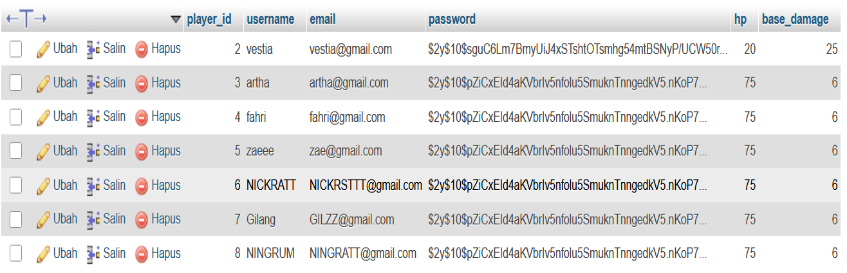 player_id username email password hp base_damage
Ubah Salin Hapus 2 vestia vestia@gmail.com $2y$10$sguC6Lm7BmyUiJ4xSTshtOTsmhg54mtBSNyP/UCW50r... 20 25
Ubah Salin Hapus 3 artha artha@gmail.com $2y$10$pZiCxEld4aKVbrlv5nfolu5SmuknTnngedkV5.nKoP7... 75 6
Ubah Salin Hapus 4 fahri fahri@gmail.com $2y$10$pZiCxEld4aKVbrlv5nfolu5SmuknTnngedkV5.nKoP7... 75 6
Ubah Salin Hapus 5 zaeee zae@gmail.com $2y$10$pZiCxEld4aKVbrlv5nfolu5SmuknTnngedkV5.nKoP7... 75 6
Ubah Salin Hapus 6 NICKRATT NICKRSTTT@gmail.com $2y$10$pZiCxEld4aKVbrlv5nfolu5SmuknTnngedkV5.nKoP7... 75 6
Ubah Salin Hapus 7 Gilang GILZZ@gmail.com $2y$10$pZiCxEld4aKVbrlv5nfolu5SmuknTnngedkV5.nKoP7... 75 6
Ubah Salin Hapus 8 NINGRUM NINGRATT@gmail.com $2y$10$pZiCxEld4aKVbrlv5nfolu5SmuknTnngedkV5.nKoP7... 75 6